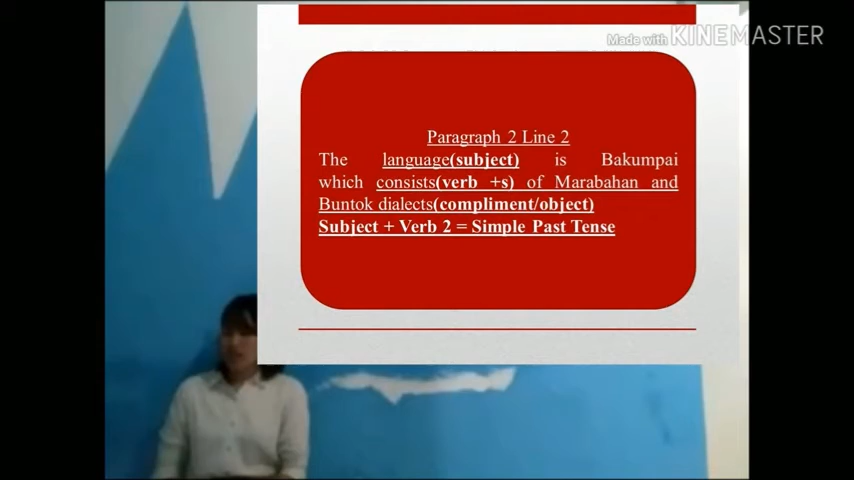 Made with KINEMASTER
Paragraph 2 Line 2
The language(subject) is Bakumpai
which consists(verb +s) of Marabahan and
Buntok dialects(compliment/object)
Subject + Verb 2 = Simple Past Tense